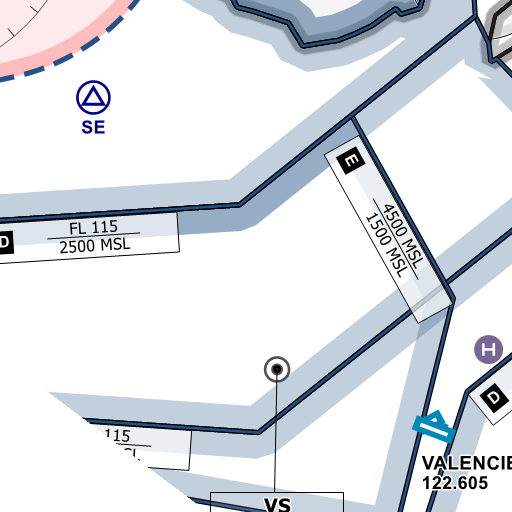 SE
E
4500 MSL
1500 MSL
D
FL 115
2500 MSL
H
D
115
VALENCIE
122.605
VS